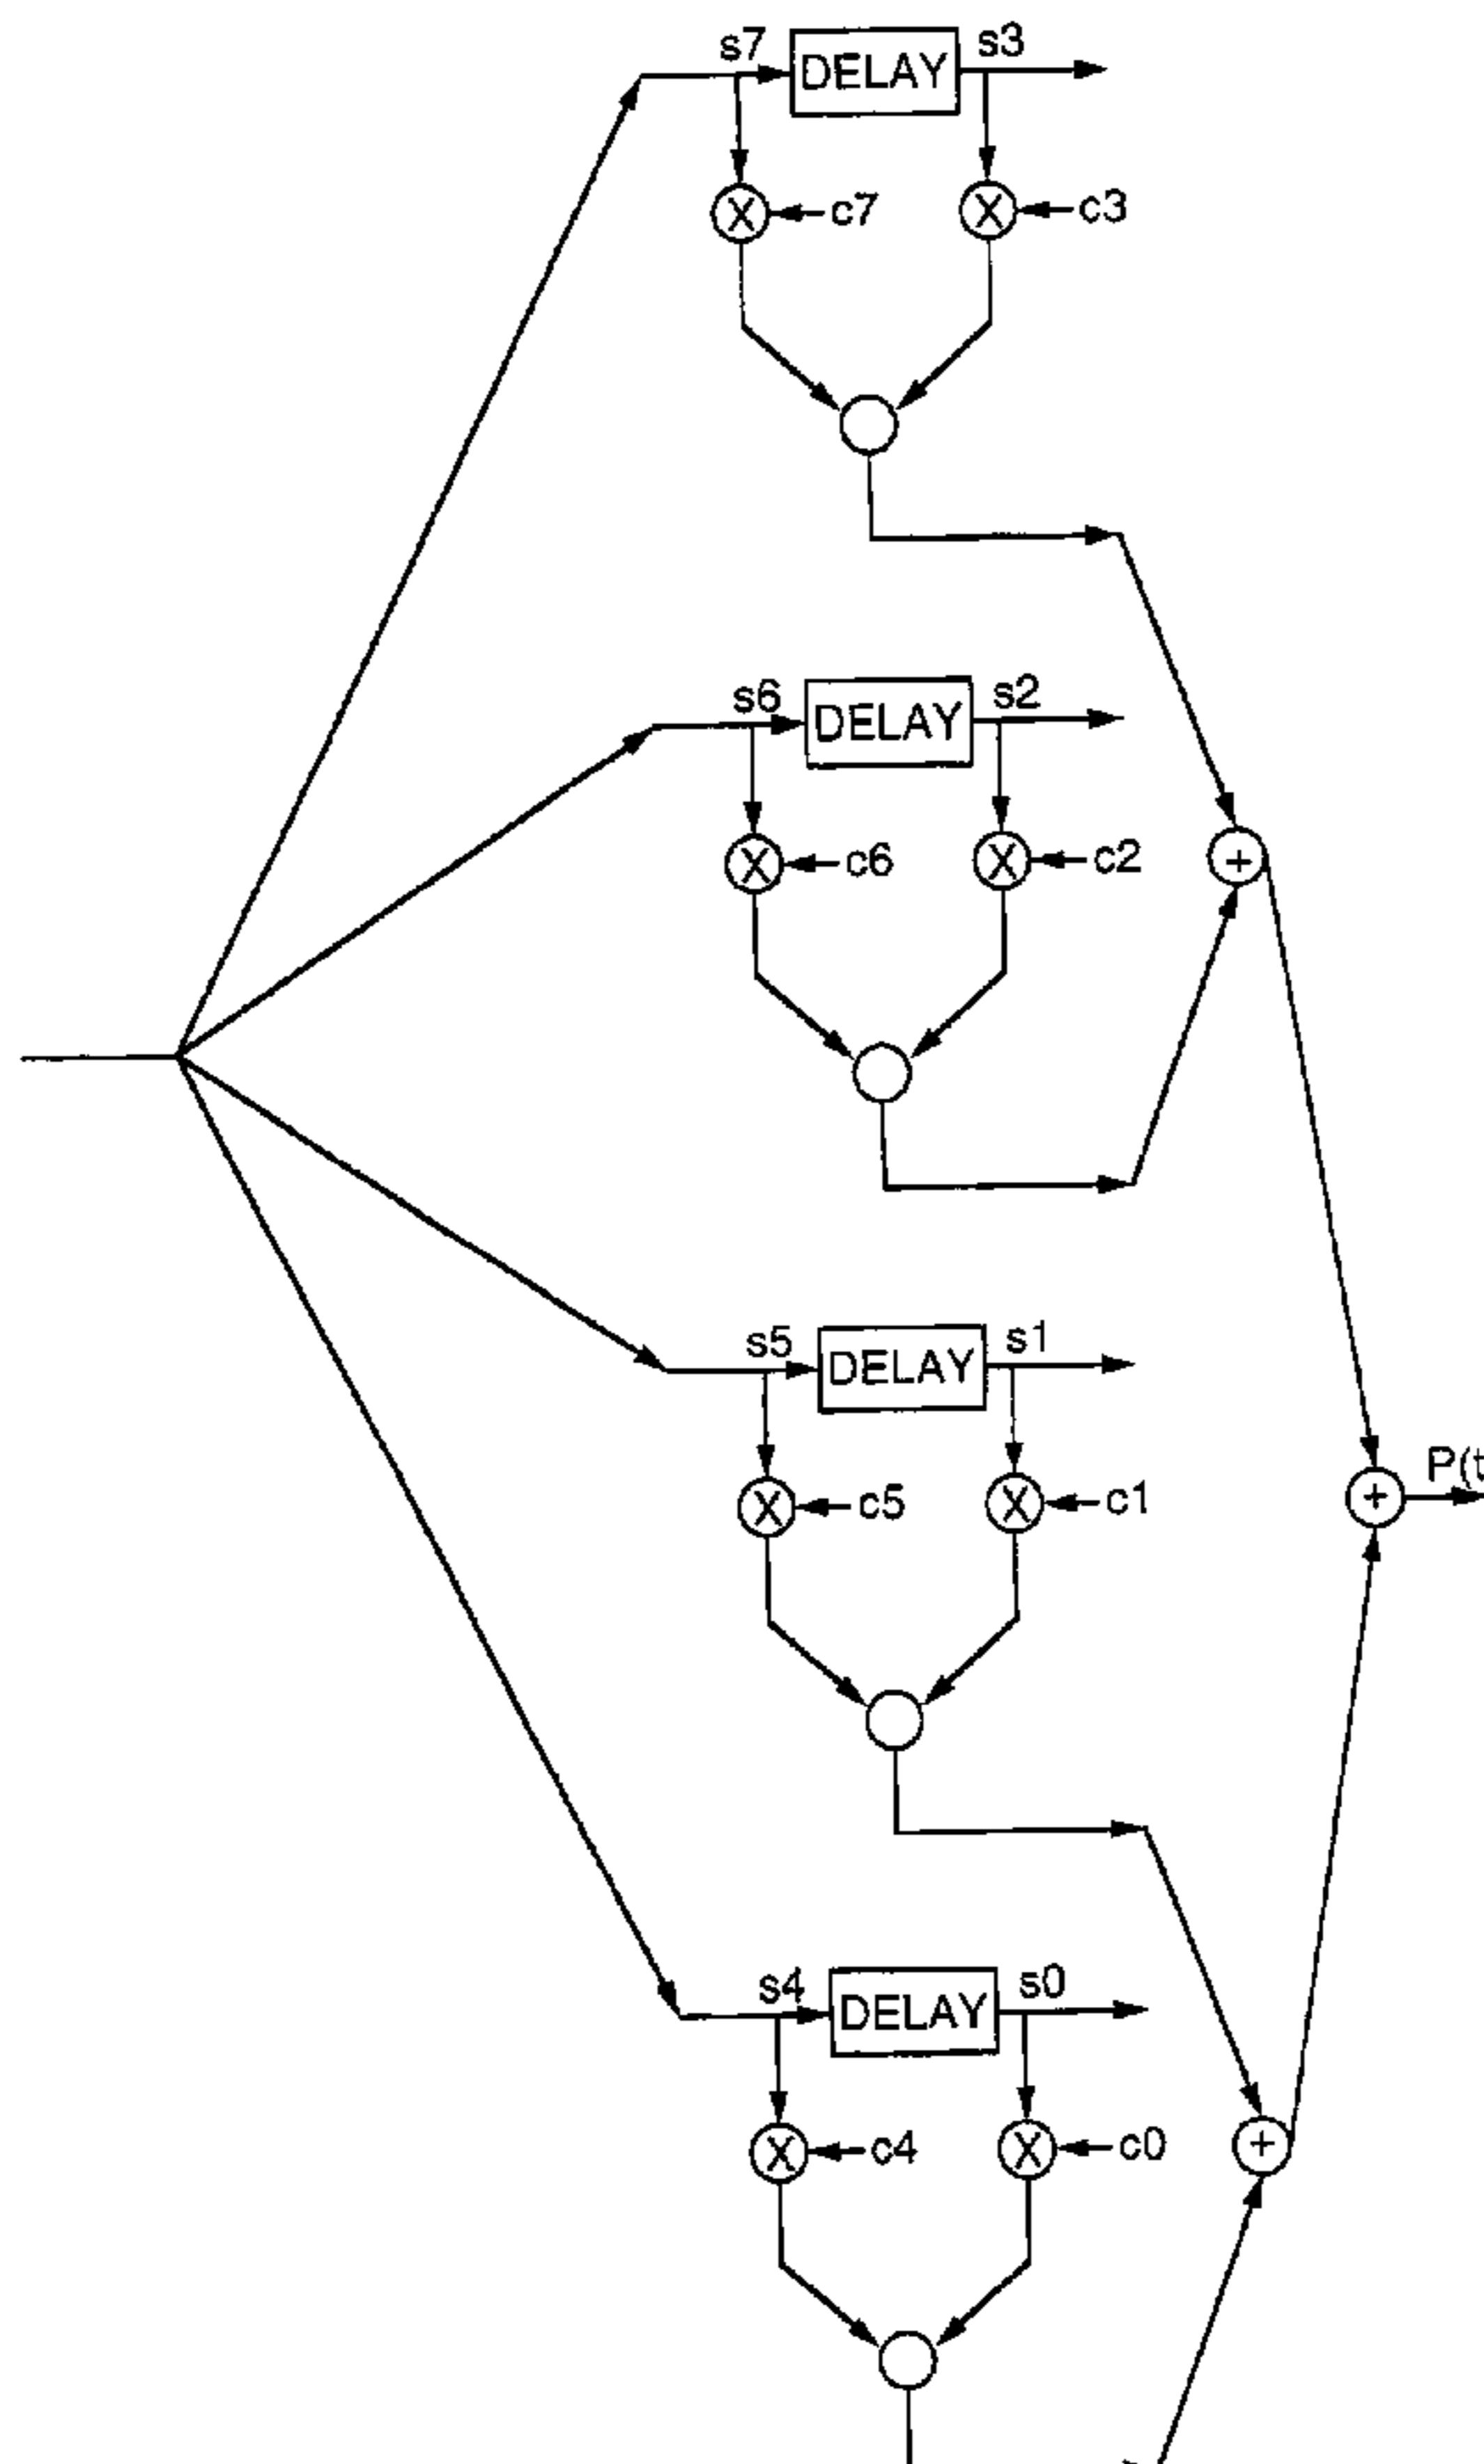 s7 DELAY s3
X c7 X c3
s6 DELAY s2
X c6 X c2
+
s5 DELAY s1
P(t
X c5 X c1
+
s4 DELAY s0
X c4 X c0
+